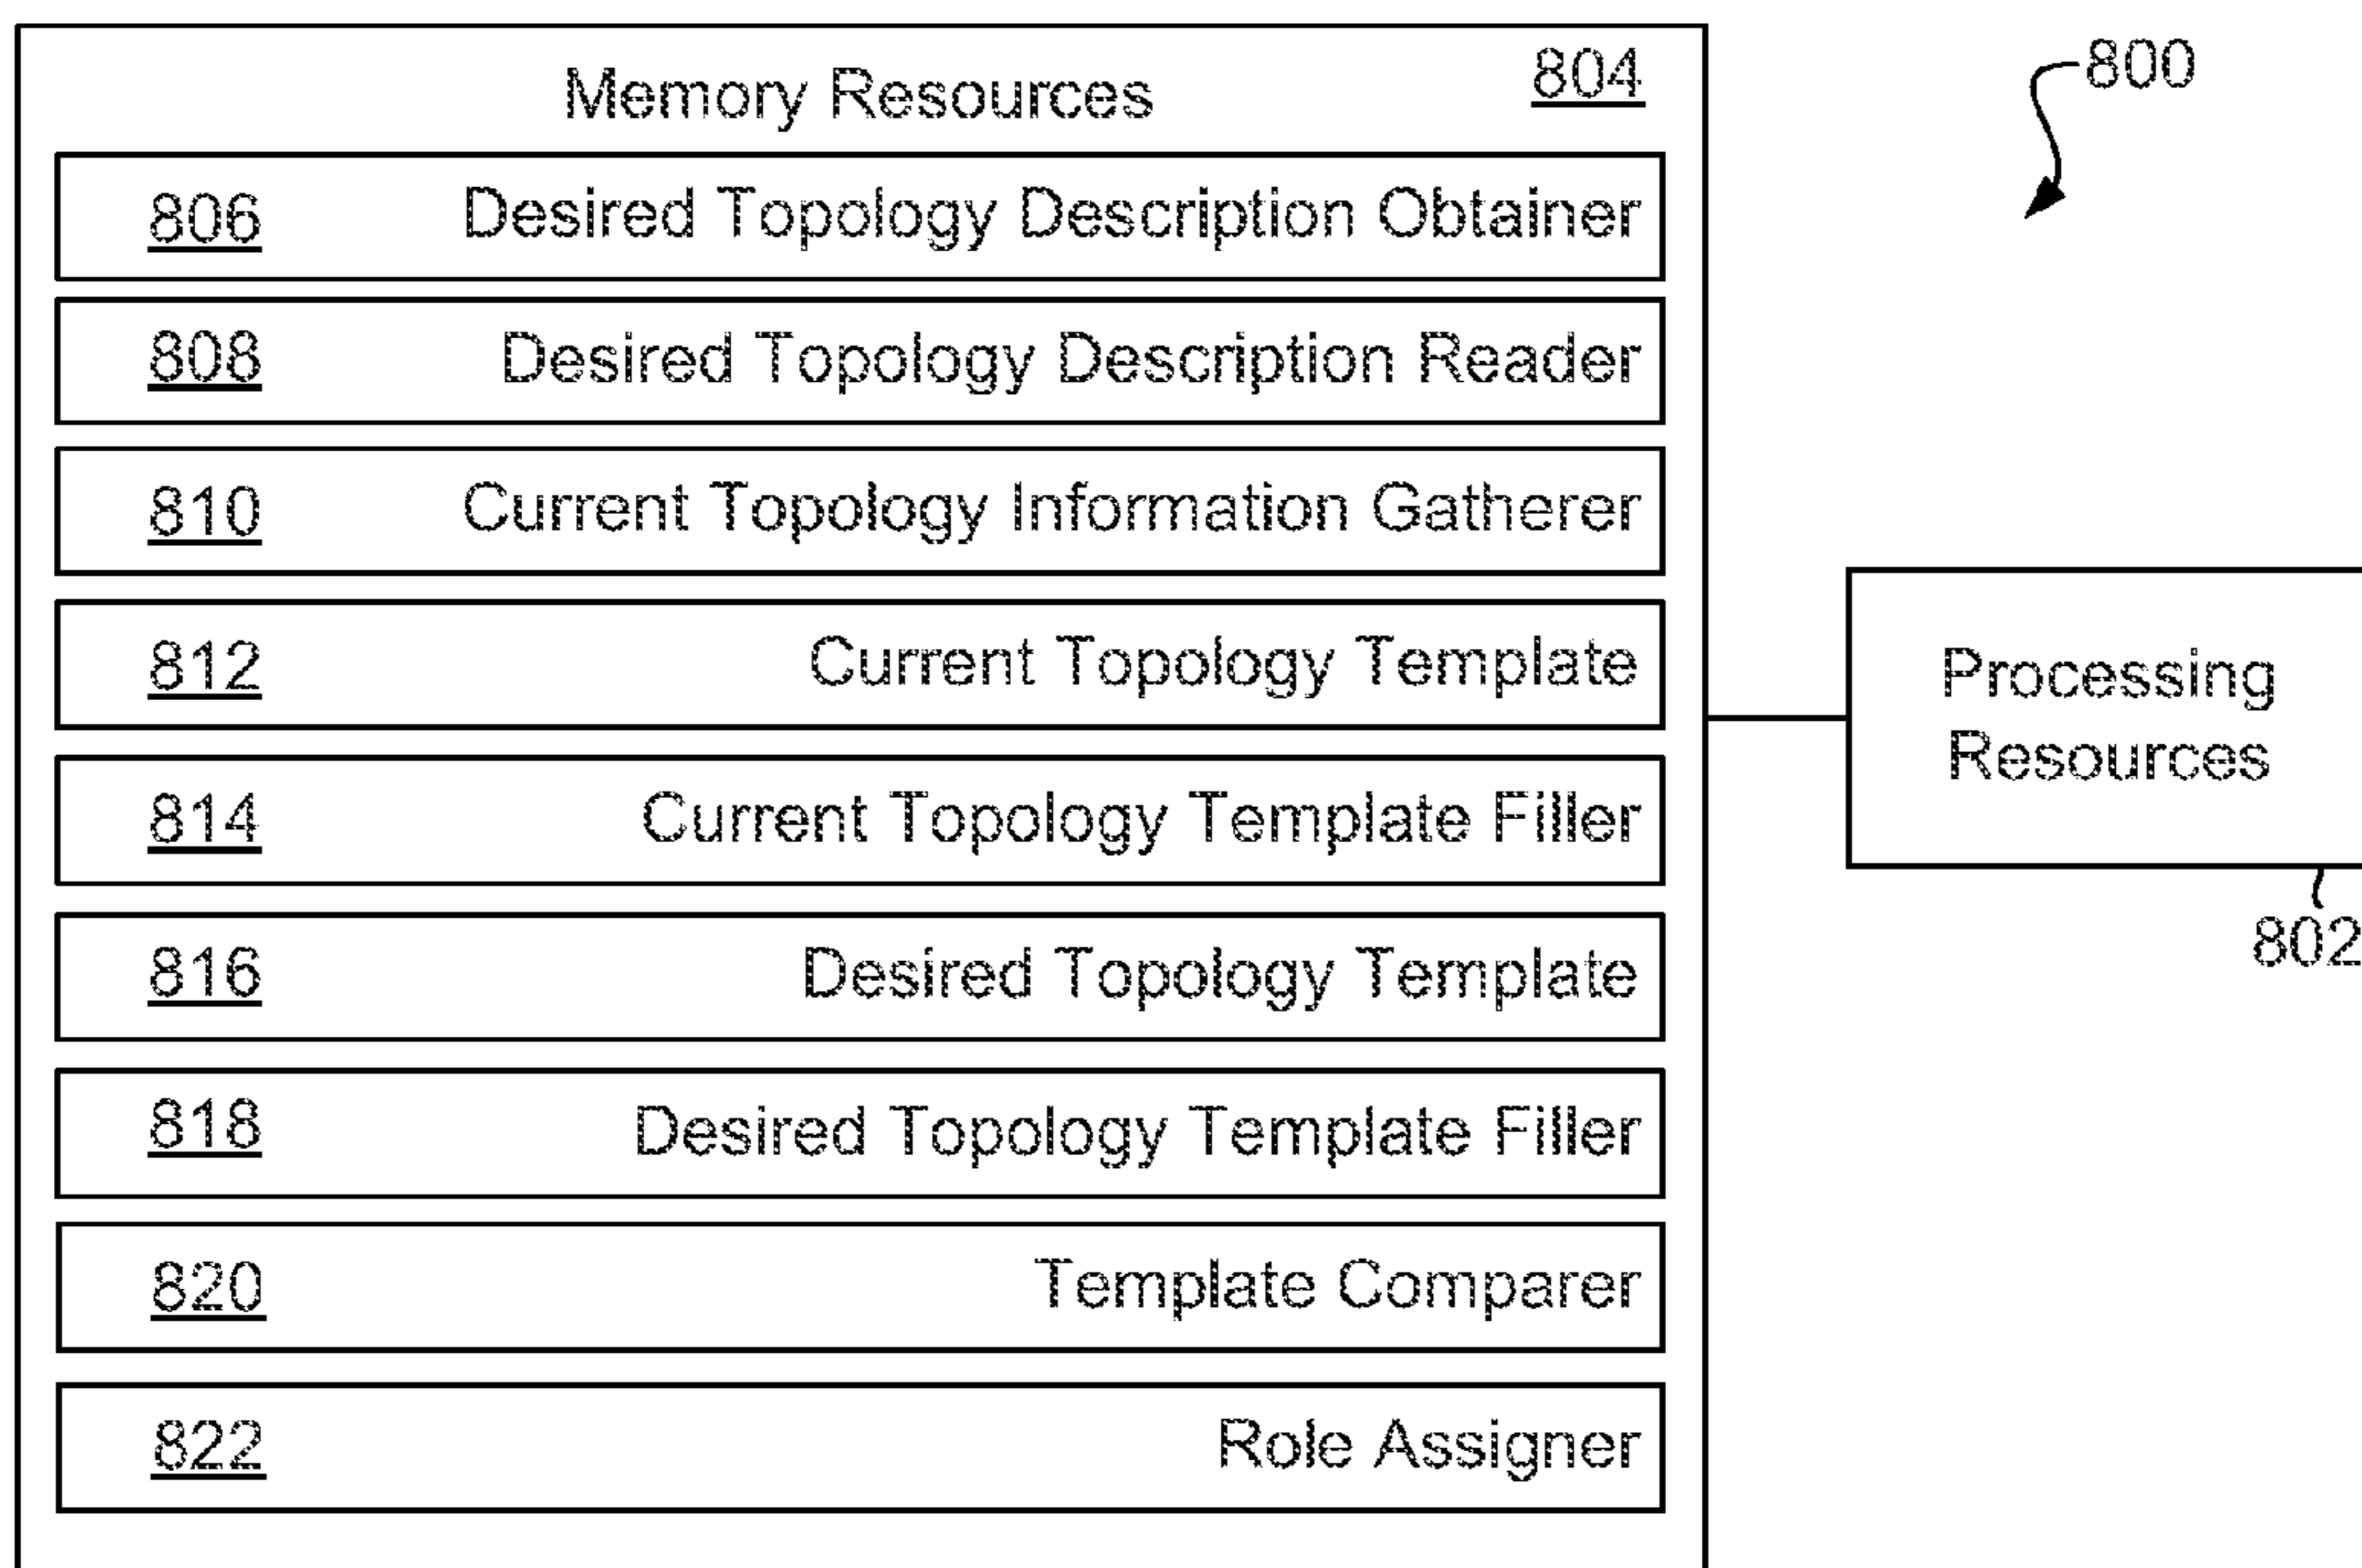 Memory Resources 804
800
806 Desired Topology Description Obtainer
808 Desired Topology Description Reader
810 Current Topology Information Gatherer
812 Current Topology Template
814 Current Topology Template Filler
816 Desired Topology Template
818 Desired Topology Template Filler
820 Template Comparer
822 Role Assigner
Processing
Resources
802